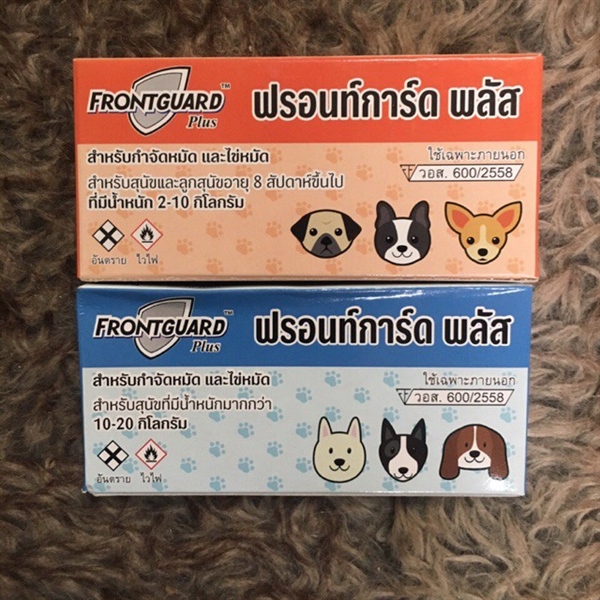 FRONTGUARD™
Plus
ฟรอนท์การ์ด พลัส
สำหรับกำจัดหมัด และไข่หมัด
ใช้เฉพาะภายนอก
วอส. 600/2558
สำหรับสุนัขและลูกสุนัขอายุ 8 สัปดาห์ขึ้นไป
ที่มีน้ำหนัก 2-10 กิโลกรัม
อันตราย ไวไฟ
FRONTGUARD™
Plus
ฟรอนท์การ์ด พลัส
สำหรับกำจัดหมัด และไข่หมัด
ใช้เฉพาะภายนอก
วอส. 600/2558
สำหรับสุนัขที่มีน้ำหนักมากกว่า
10-20 กิโลกรัม
อันตราย ไวไฟ